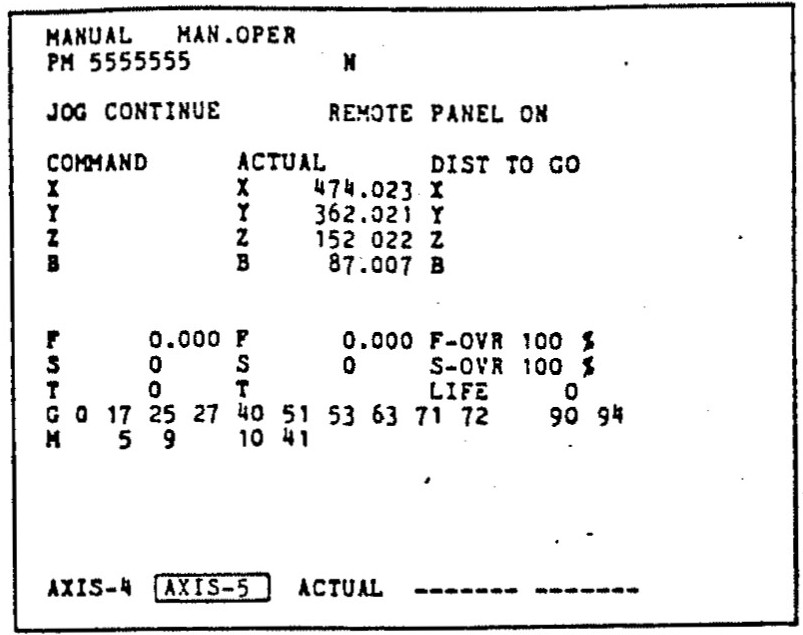 MANUAL MAN.OPER
PM 5555555 N
JOG CONTINUE REMOTE PANEL ON
COMMAND ACTUAL DIST TO GO
X X 474.023 X
Y Y 362.021 Y
Z Z 152 022 Z
B B 87.007 B
F 0.000 F 0.000 F-OVR 100 %
S 0 S 0 S-OVR 100 %
T 0 T LIFE 0
G 0 17 25 27 40 51 53 63 71 72 90 94
M 5 9 10 41
AXIS-4 AXIS-5 ACTUAL ------- -------